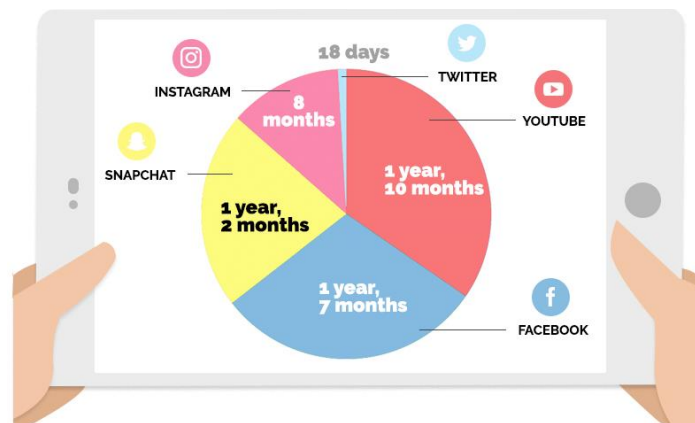 18 days
TWITTER
INSTAGRAM
8
months
YOUTUBE
SNAPCHAT
1 year,
10 months
1 year,
2 months
1 year,
7 months
FACEBOOK